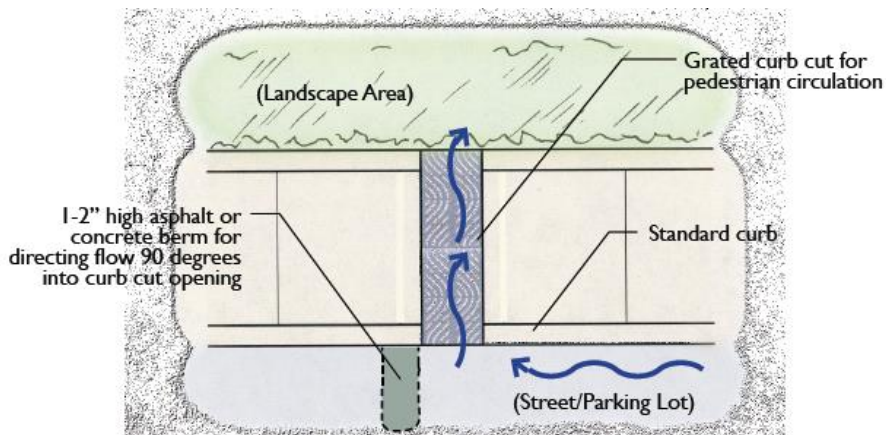 (Landscape Area)
Grated curb cut for
pedestrian circulation
1-2” high asphalt or
concrete berm for
directing flow 90 degrees
into curb cut opening
Standard curb
(Street/Parking Lot)